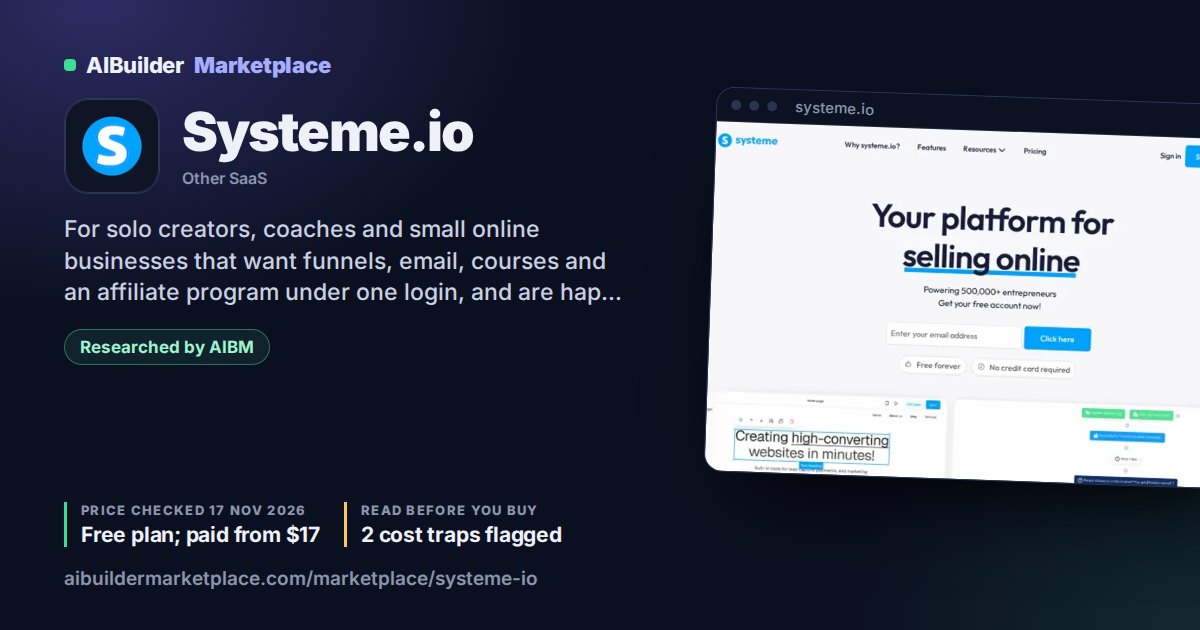 AIBuilder Marketplace
Systeme.io
Other SaaS
For solo creators, coaches and small online
businesses that want funnels, email, courses and
an affiliate program under one login, and are hap...
Researched by AIBM
PRICE CHECKED 17 NOV 2026
Free plan; paid from $17
READ BEFORE YOU BUY
2 cost traps flagged
aibuildermarketplace.com/marketplace/systeme-io
systeme.io
S systeme
Why systeme.io?
Features
Resources
Pricing
Sign in
Your platform for
selling online
Powering 500,000+ entrepreneurs
Get your free account now!
Enter your email address
Click here
Free forever
No credit card required
Creating high-converting
websites in minutes!